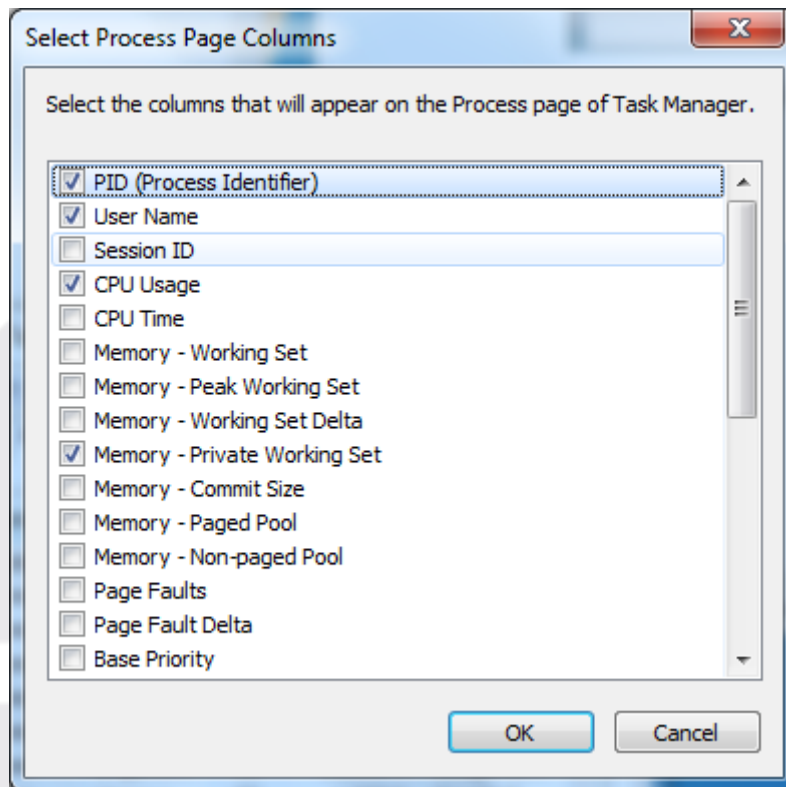 Select Process Page Columns
Select the columns that will appear on the Process page of Task Manager.
PID (Process Identifier)
User Name
Session ID
CPU Usage
CPU Time
Memory - Working Set
Memory - Peak Working Set
Memory - Working Set Delta
Memory - Private Working Set
Memory - Commit Size
Memory - Paged Pool
Memory - Non-paged Pool
Page Faults
Page Fault Delta
Base Priority
OK Cancel